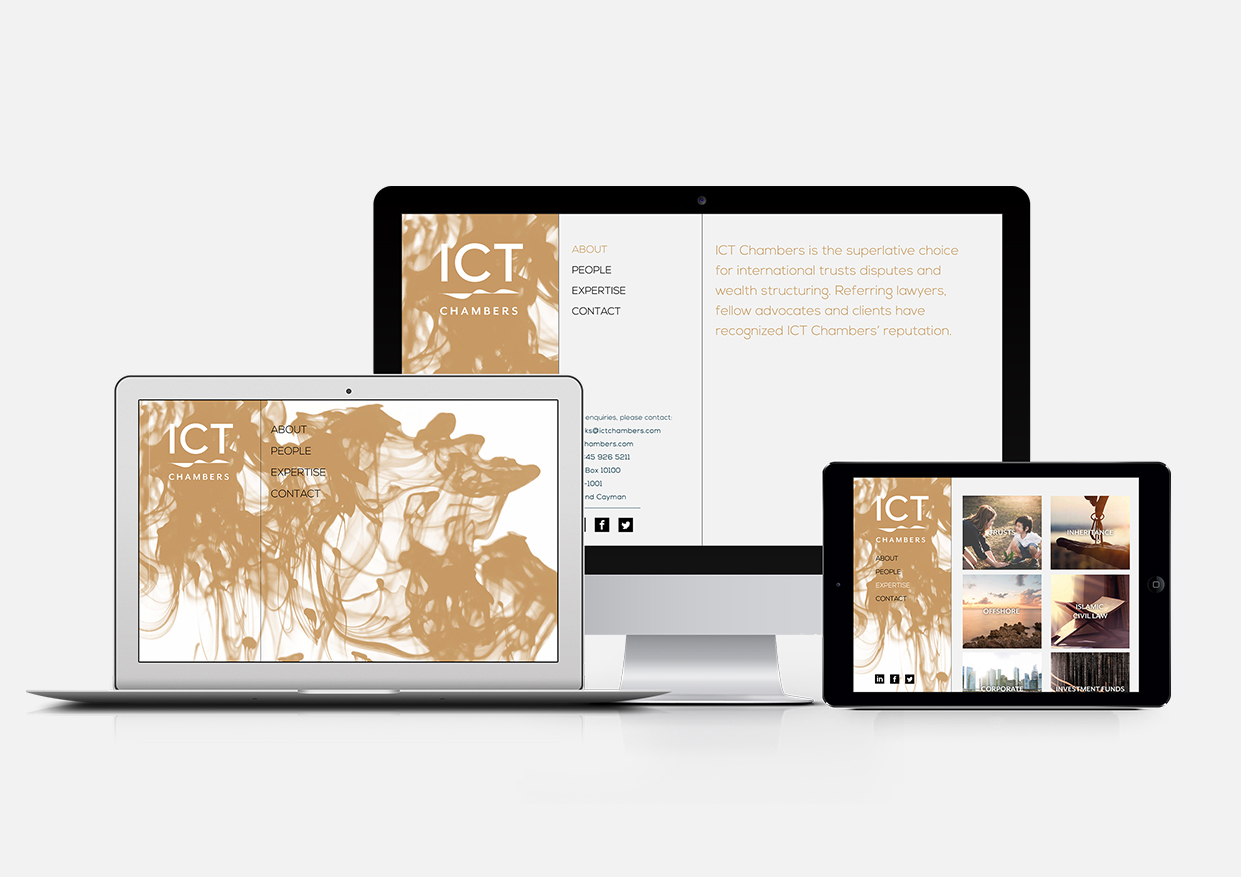 ICT
CHAMBERS
ABOUT
PEOPLE
EXPERTISE
CONTACT
ICT Chambers is the superlative choice
for international trusts disputes and
wealth structuring. Referring lawyers,
fellow advocates and clients have
recognized ICT Chambers' reputation.
enquiries, please contact:
ks@ictchambers.com
hambers.com
45 926 5211
Box 10100
-1001
nd Cayman
f
ICT
CHAMBERS
ABOUT
PEOPLE
EXPERTISE
CONTACT
ICT
CHAMBERS
ABOUT
PEOPLE
EXPERTISE
CONTACT
in f
TRUSTS
INHERITANCE
OFFSHORE
ISLAMIC
CIVIL LAW
CORPORATE
INVESTMENT FUNDS